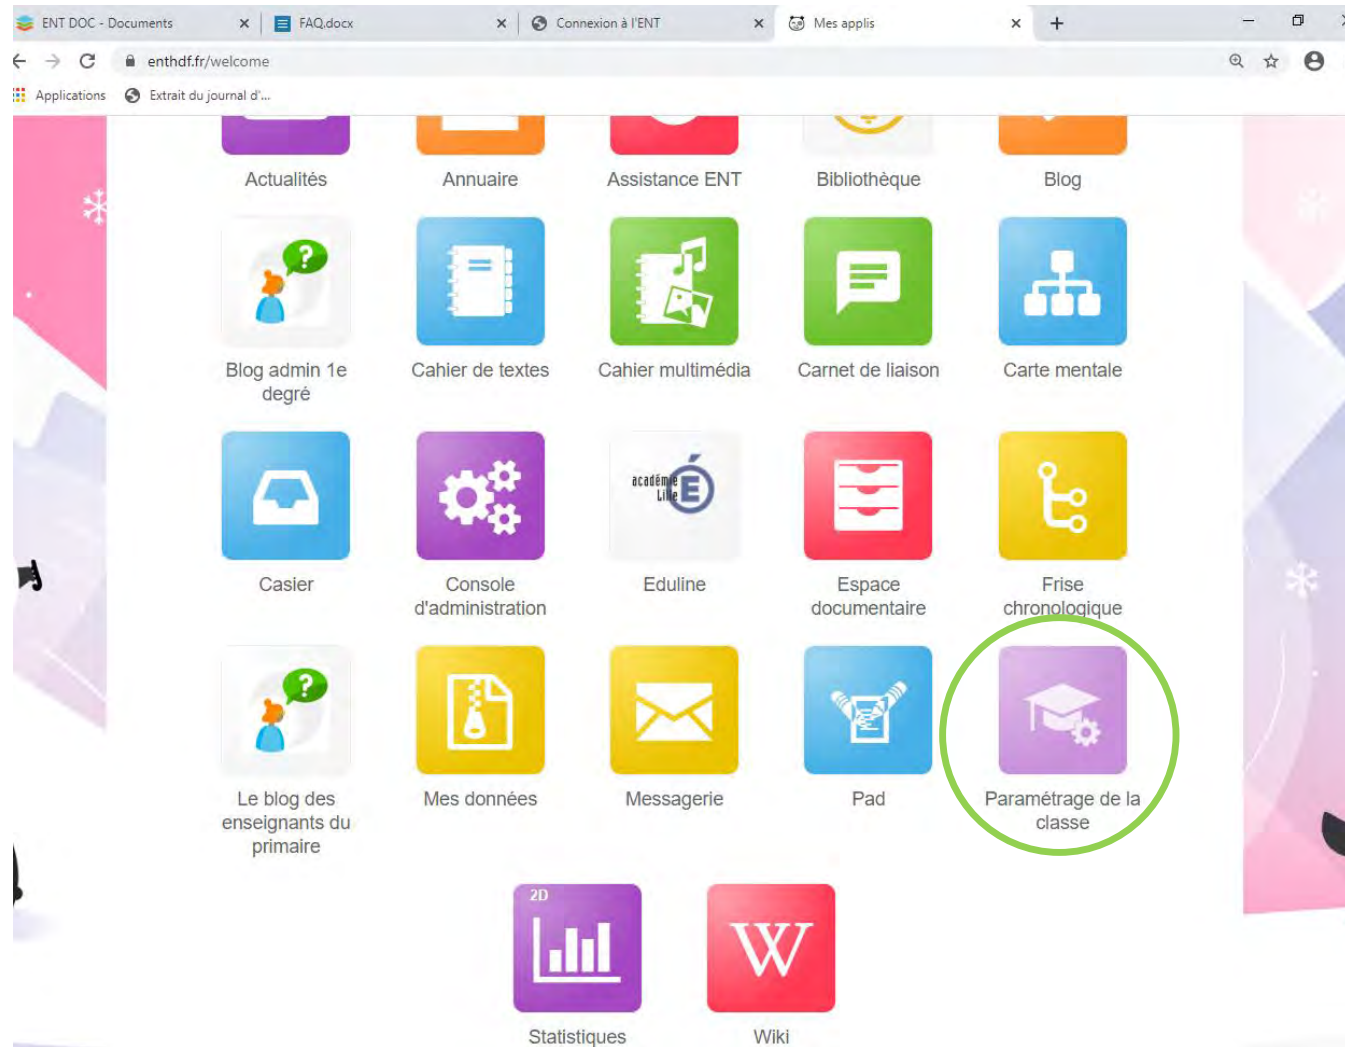 ENT DOC - Documents
FAQ.docx
Connexion à l'ENT
Mes applis
enthdf.fr/welcome
Applications
Extrait du journal d'...
Actualités
Annuaire
Assistance ENT
Bibliothèque
Blog
Blog admin 1e
degré
Cahier de textes
Cahier multimédia
Carnet de liaison
Carte mentale
académie
Lille
É
Casier
Console
d'administration
Eduline
Espace
documentaire
Frise
chronologique
Le blog des
enseignants du
primaire
Mes données
Messagerie
Pad
Paramétrage de la
classe
2D
W
Statistiques
Wiki